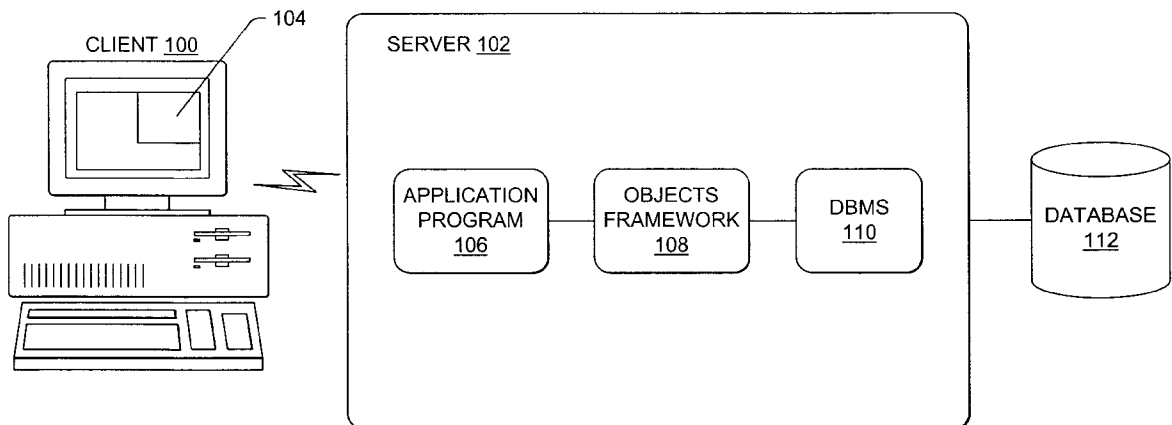 104
CLIENT 100
SERVER 102
APPLICATION
PROGRAM
106
OBJECTS
FRAMEWORK
108
DBMS
110
DATABASE
112